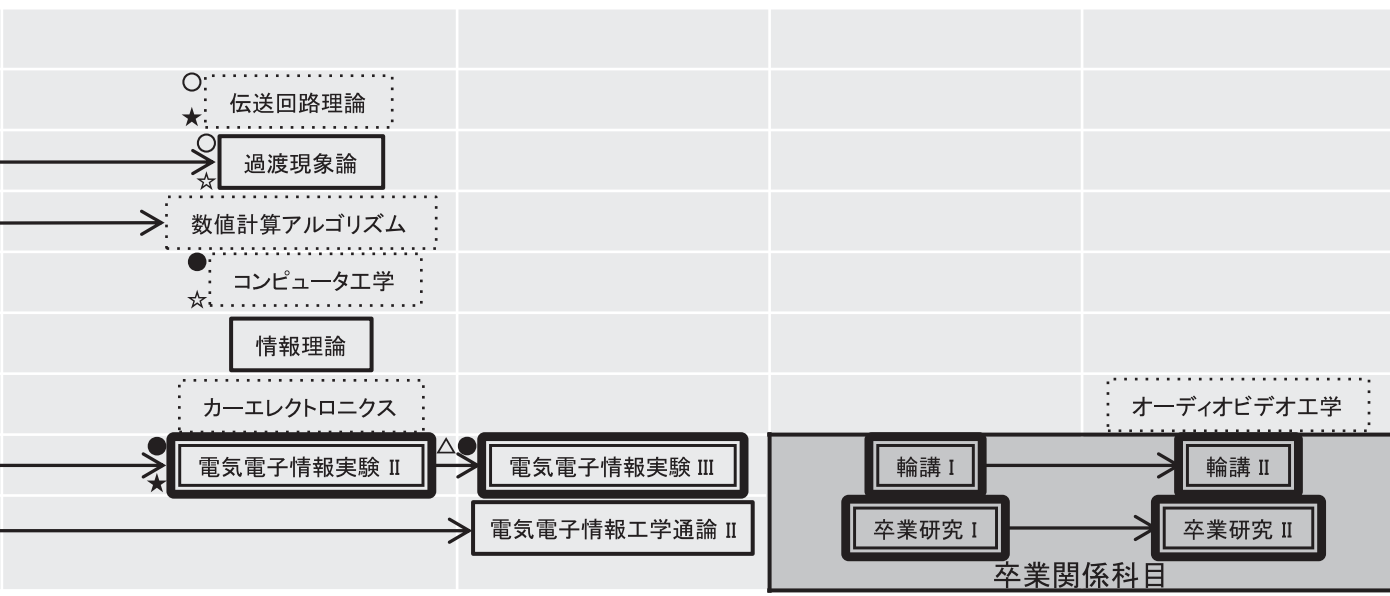 伝送回路理論
過渡現象論
数値計算アルゴリズム
コンピュータ工学
情報理論
カーエレクトロニクス
オーディオビデオ工学
電気電子情報実験 II
電気電子情報実験 III
輪講 I
輪講 II
電気電子情報工学通論 II
卒業研究 I
卒業研究 II
卒業関係科目